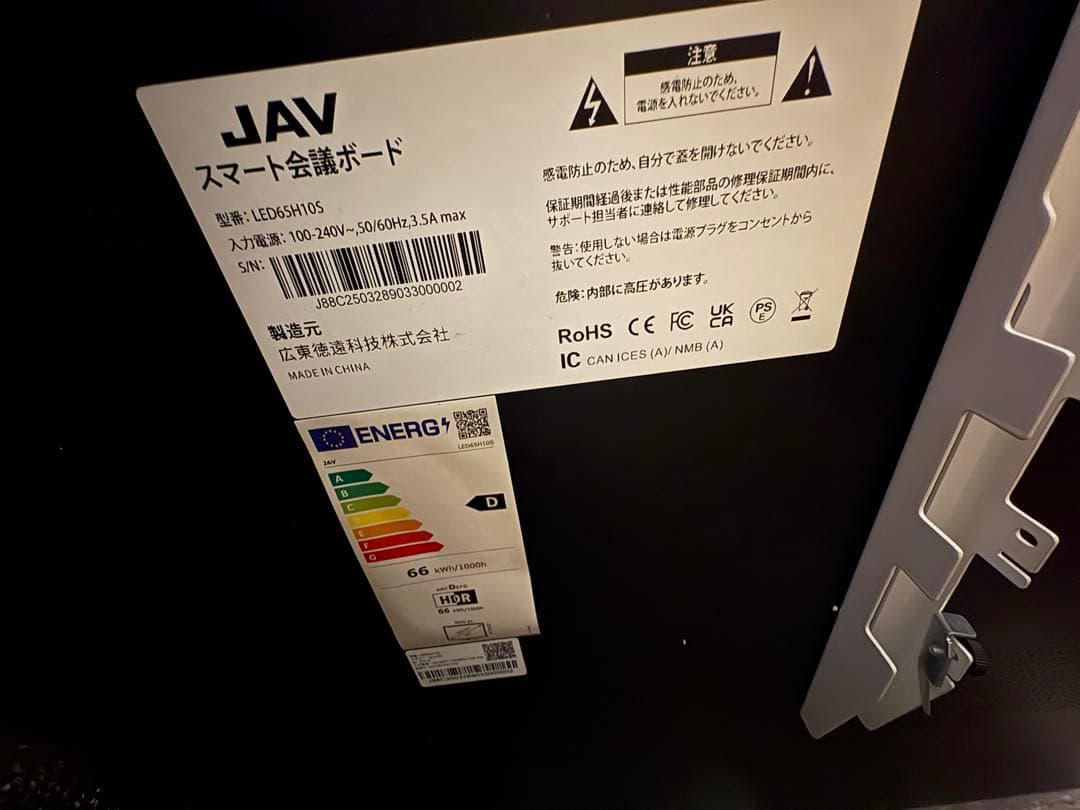 JAV
スマート会議ボード
型番: LED65H10S
入力電源: 100-240V~,50/60Hz,3.5A max
S/N:
J88C2503289033000002
製造元
広東徳遠科技株式会社
MADE IN CHINA
注意
感電防止のため、
電源を入れないでください。
感電防止のため、自分で蓋を開けないでください。
保証期間経過後または性能部品の修理保証期間内に、
サポート担当者に連絡して修理してください。
警告: 使用しない場合は電源プラグをコンセントから
抜いてください。
危険: 内部に高圧があります。
RoHS CE FC UK CA PS E
IC CAN ICES (A)/ NMB (A)
ENERG
LED65H10S
JAV
A
B
C
D
E
F
G
66 kWh/1000h
ABCDEFG
HDR
66 kWh/1000h
J88C2503289033000002